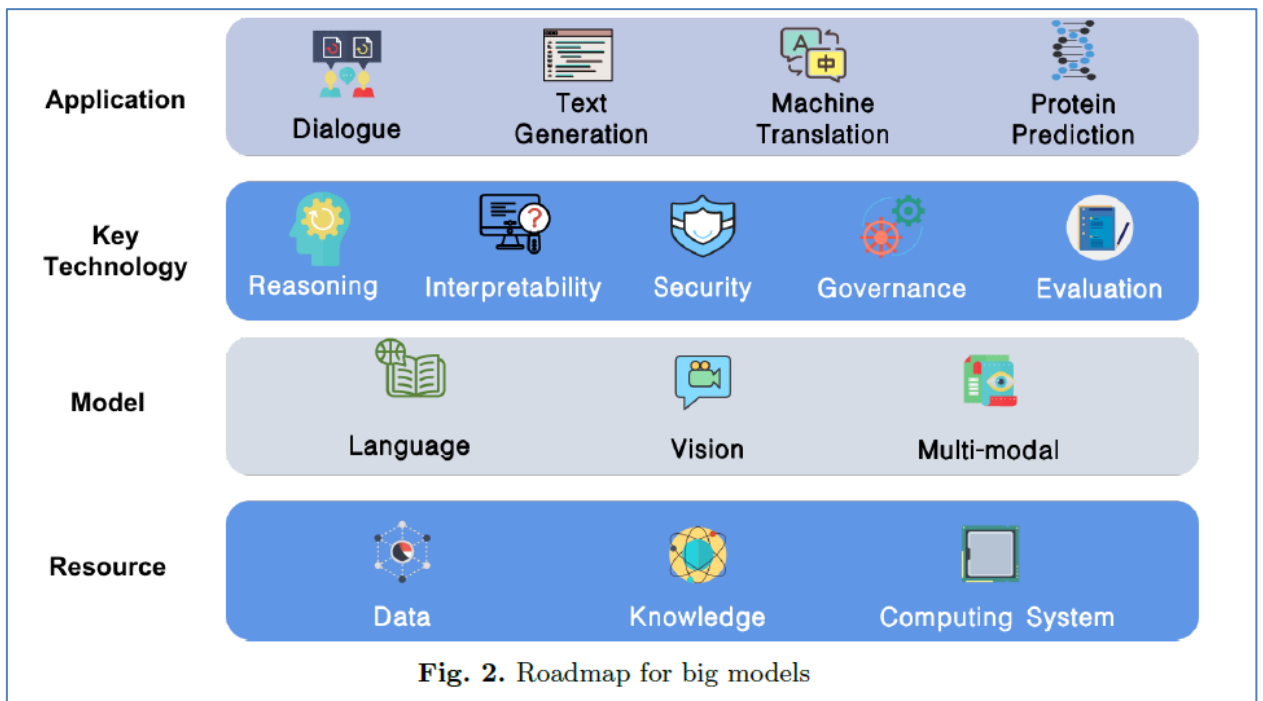 Application
Dialogue
Text
Generation
Machine
Translation
Protein
Prediction
A
中
Key
Technology
?
Reasoning
Interpretability
Security
Governance
Evaluation
Model
Language
Vision
Multi-modal
Resource
Data
Knowledge
Computing System
Fig. 2. Roadmap for big models